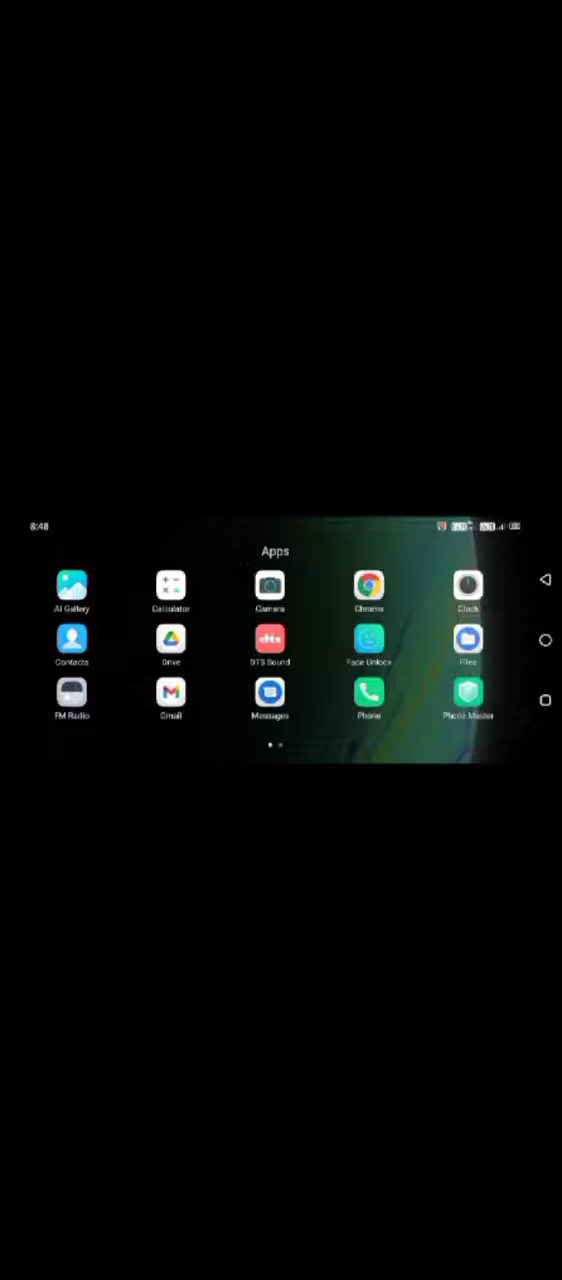 8:48
Apps
AI Gallery
Calculator
Camera
Chrome
Clock
Contacts
Drive
dts
DTS Sound
Face Unlock
Files
FM Radio
Gmail
Messages
Phone
Phone Master